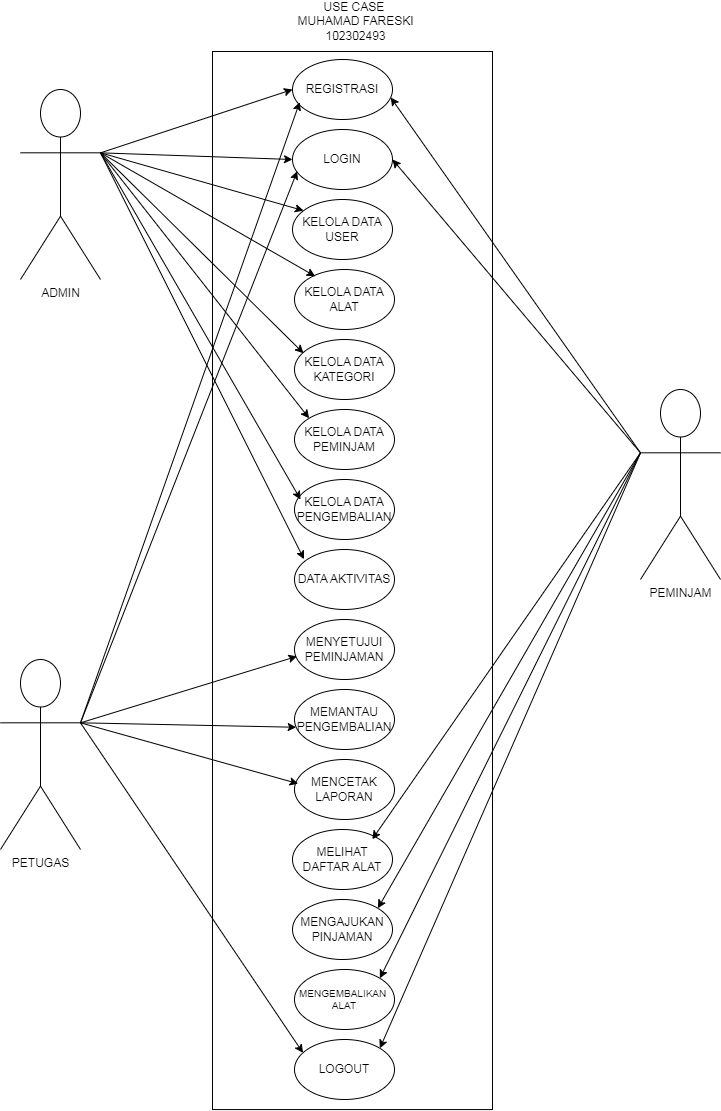 USE CASE
MUHAMAD FARESKI
102302493
REGISTRASI
LOGIN
KELOLA DATA
USER
ADMIN
KELOLA DATA
ALAT
KELOLA DATA
KATEGORI
KELOLA DATA
PEMINJAM
KELOLA DATA
PENGEMBALIAN
DATA AKTIVITAS
PEMINJAM
MENYETUJUI
PEMINJAMAN
MEMANTAU
PENGEMBALIAN
MENCETAK
LAPORAN
PETUGAS
MELIHAT
DAFTAR ALAT
MENGAJUKAN
PINJAMAN
MENGEMBALIKAN
ALAT
LOGOUT